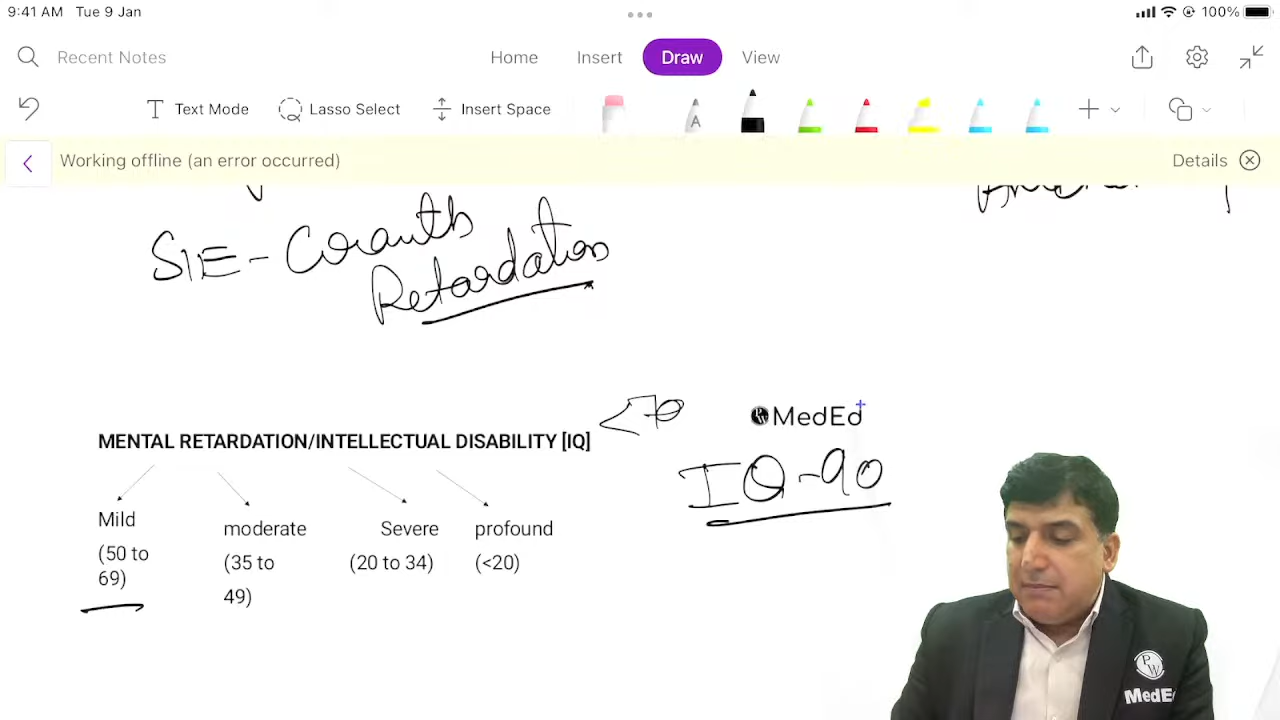 9:41 AM Tue 9 Jan
100%
Recent Notes
Home Insert Draw View
Text Mode Lasso Select Insert Space
A
Working offline (an error occurred)
Details
S/E - Growth
Retardation
<70
MedEd
MENTAL RETARDATION/INTELLECTUAL DISABILITY [IQ]
IQ-90
Mild moderate Severe profound
(50 to (35 to (20 to 34) (<20)
69) 49)
PW
MedEd